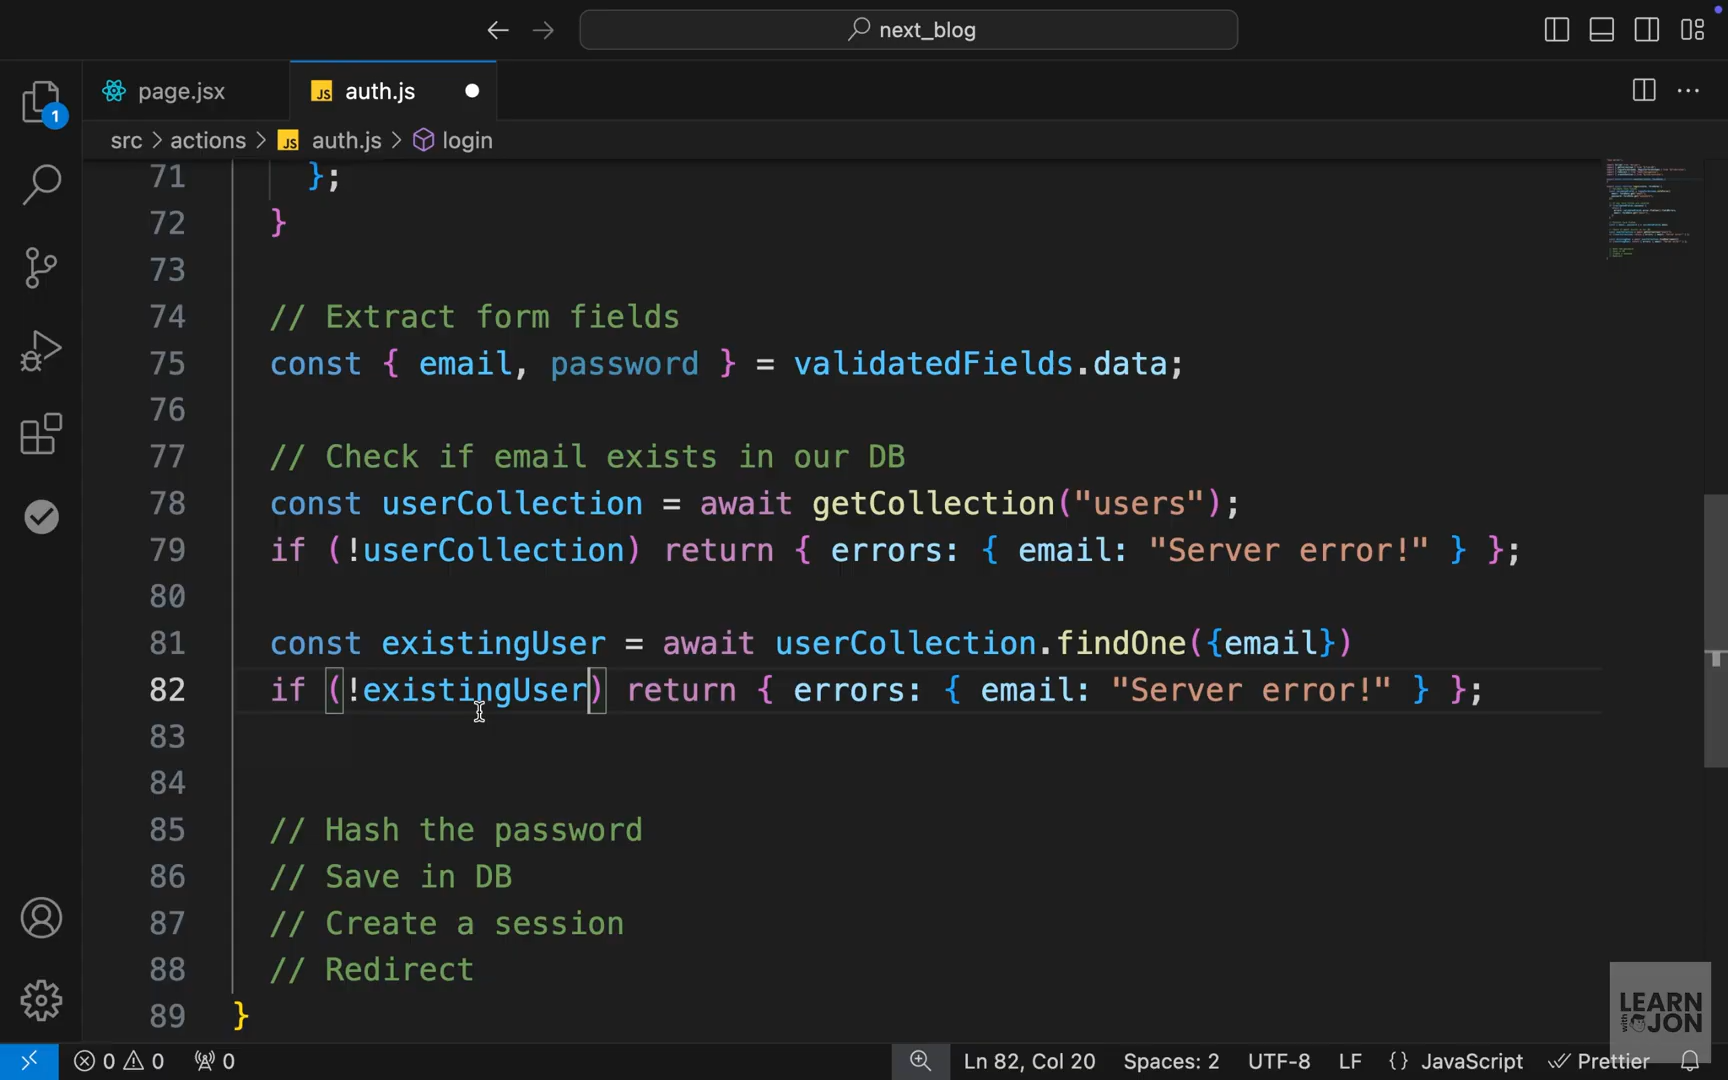 next_blog
page.jsx
JS auth.js
1
src > actions > JS auth.js > login
71 };
72 }
73
74 // Extract form fields
75 const { email, password } = validatedFields.data;
76
77 // Check if email exists in our DB
78 const userCollection = await getCollection("users");
79 if (!userCollection) return { errors: { email: "Server error!" } };
80
81 const existingUser = await userCollection.findOne({email})
82 if (!existingUser) return { errors: { email: "Server error!" } };
83
84
85 // Hash the password
86 // Save in DB
87 // Create a session
88 // Redirect
89 }
LEARN
with JON
0 0 0 Ln 82, Col 20 Spaces: 2 UTF-8 LF {} JavaScript Prettier